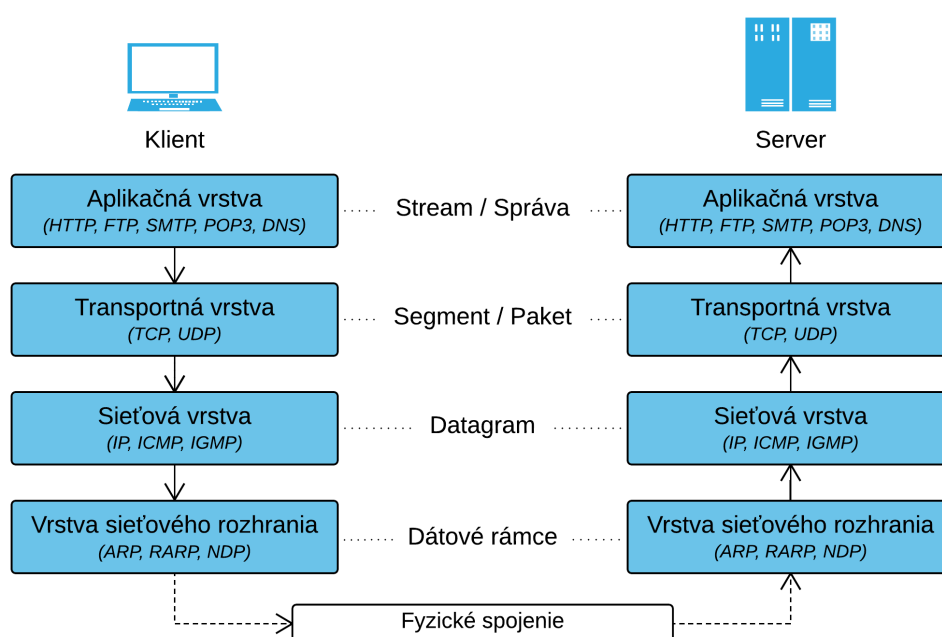 Klient
Server
Aplikačná vrstva
(HTTP, FTP, SMTP, POP3, DNS)
Stream / Správa
Aplikačná vrstva
(HTTP, FTP, SMTP, POP3, DNS)
Transportná vrstva
(TCP, UDP)
Segment / Paket
Transportná vrstva
(TCP, UDP)
Sieťová vrstva
(IP, ICMP, IGMP)
Datagram
Sieťová vrstva
(IP, ICMP, IGMP)
Vrstva sieťového rozhrania
(ARP, RARP, NDP)
Dátové rámce
Vrstva sieťového rozhrania
(ARP, RARP, NDP)
Fyzické spojenie